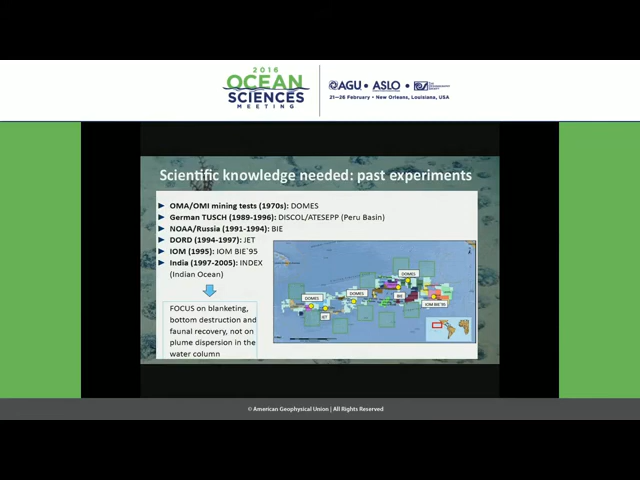 2016
OCEAN
SCIENCES
MEETING
AGU • ASLO •
21–26 February • New Orleans, Louisiana, USA
Scientific knowledge needed: past experiments
OMA/OMI mining tests (1970s): DOMES
German TUSCH (1989-1996): DISCOL/ATESEPP (Peru Basin)
NOAA/Russia (1991-1994): BIE
DORD (1994-1997): JET
IOM (1995): IOM BIE´95
India (1997-2005): INDEX
(Indian Ocean)
FOCUS on blanketing,
bottom destruction and
faunal recovery, not on
plume dispersion in the
water column
DOMES
DOMES
DOMES
BIE
IOM BIE'95
JET
© American Geophysical Union | All Rights Reserved